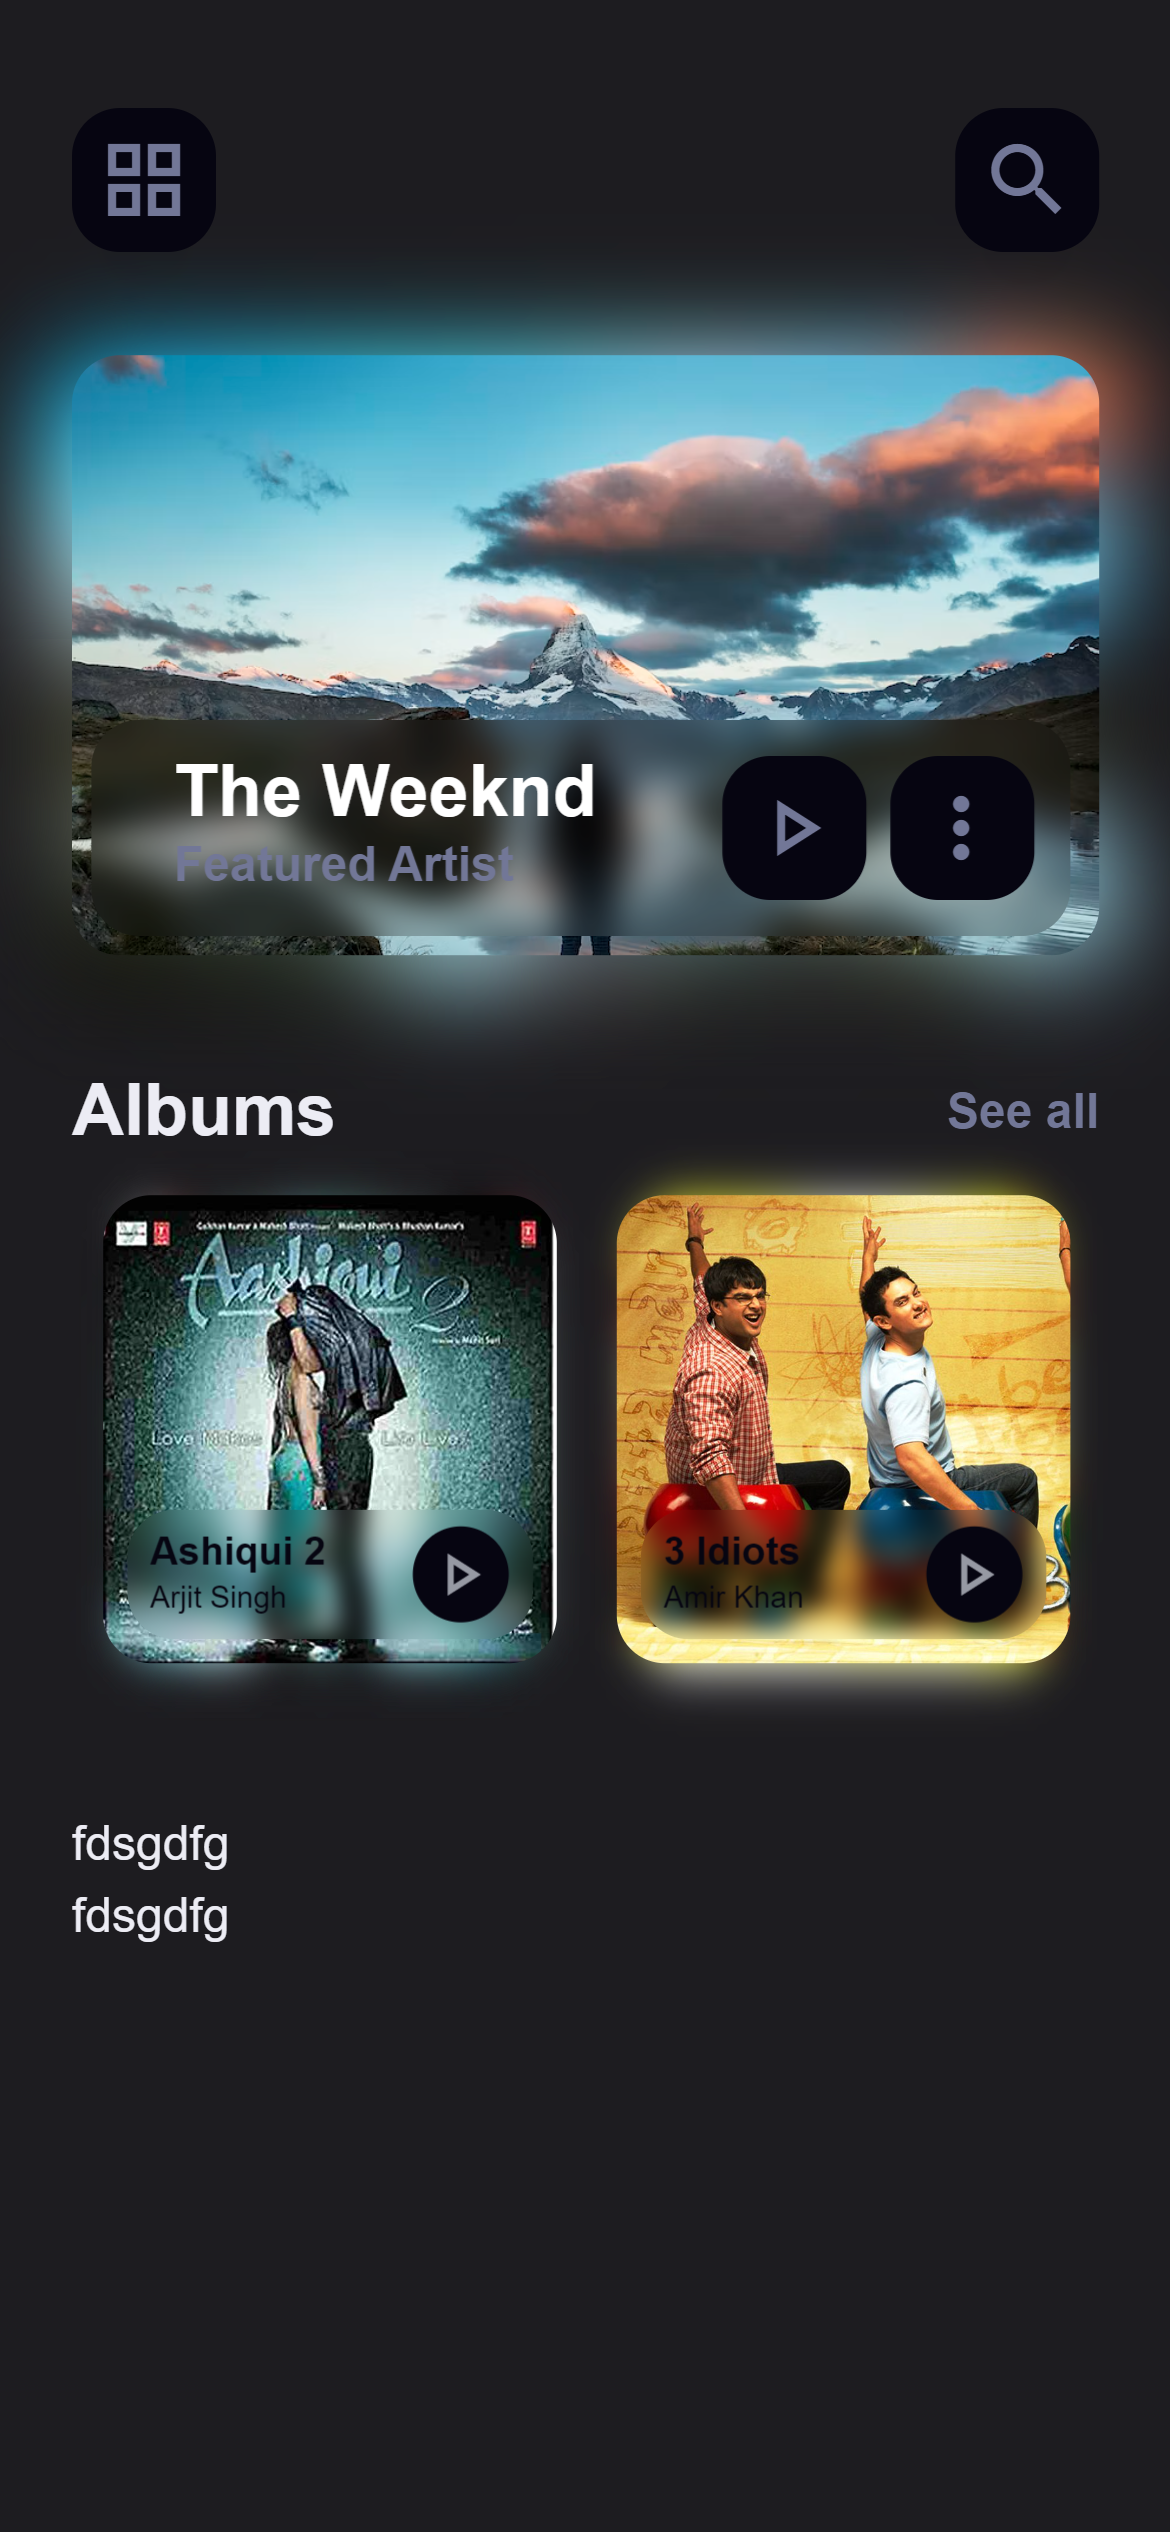 The Weeknd
Featured Artist
Albums
See all
Aashiqui 2
Love Makes Life Live
Ashiqui 2
Arjit Singh
3 Idiots
Amir Khan
fdsgdfg
fdsgdfg